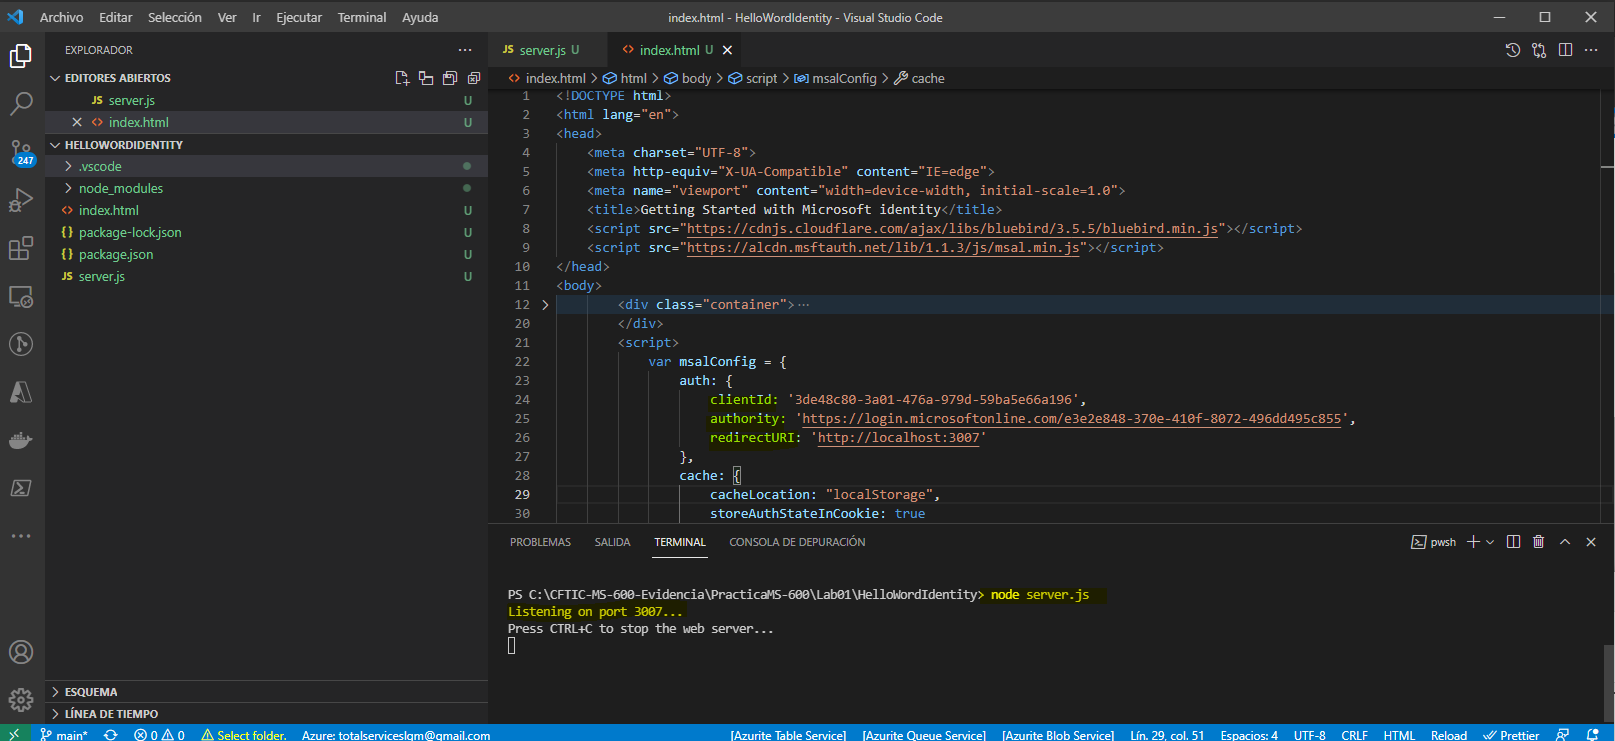 Archivo Editar Selección Ver Ir Ejecutar Terminal Ayuda
index.html - HelloWordIdentity - Visual Studio Code
EXPLORADOR
EDITORES ABIERTOS
JS server.js U
index.html U
HELLOWORDIDENTITY
.vscode
node_modules
index.html U
{} package-lock.json U
{} package.json U
JS server.js U
247
ESQUEMA
LÍNEA DE TIEMPO
JS server.js U
<> index.html U
<> index.html > html > body > script > msalConfig > cache
1 <!DOCTYPE html>
2 <html lang="en">
3 <head>
4 <meta charset="UTF-8">
5 <meta http-equiv="X-UA-Compatible" content="IE=edge">
6 <meta name="viewport" content="width=device-width, initial-scale=1.0">
7 <title>Getting Started with Microsoft identity</title>
8 <script src="https://cdnjs.cloudflare.com/ajax/libs/bluebird/3.5.5/bluebird.min.js"></script>
9 <script src="https://alcdn.msftauth.net/lib/1.1.3/js/msal.min.js"></script>
10 </head>
11 <body>
12 <div class="container">…
20 </div>
21 <script>
22 var msalConfig = {
23 auth: {
24 clientId: '3de48c80-3a01-476a-979d-59ba5e66a196',
25 authority: 'https://login.microsoftonline.com/e3e2e848-370e-410f-8072-496dd495c855',
26 redirectURI: 'http://localhost:3007'
27 },
28 cache: {
29 cacheLocation: "localStorage",
30 storeAuthStateInCookie: true
PROBLEMAS SALIDA TERMINAL CONSOLA DE DEPURACIÓN
pwsh
PS C:\CFTIC-MS-600-Evidencia\PracticaMS-600\Lab01\HelloWordIdentity> node server.js
Listening on port 3007...
Press CTRL+C to stop the web server...
main* 0 0 Select folder. Azure: totalserviceslgm@gmail.com [Azurite Table Service] [Azurite Queue Service] [Azurite Blob Service] Lín. 29, col. 51 Espacios: 4 UTF-8 CRLF HTML Reload Prettier